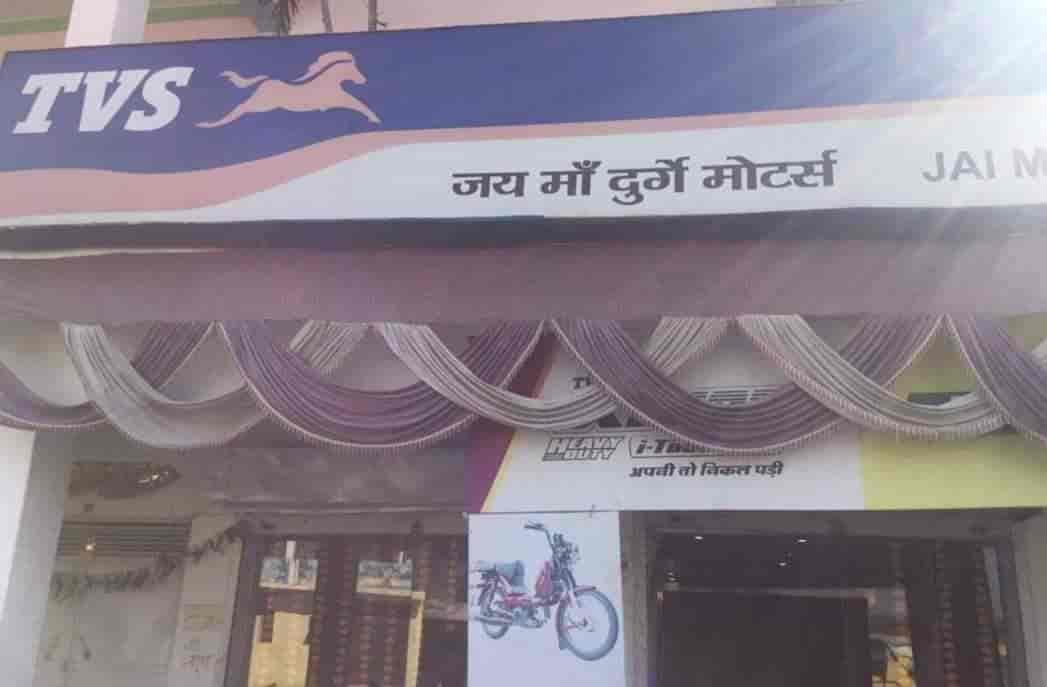 TVS
जय माँ दुर्गे मोटर्स JAI M
HEAVY DUTY
अपनी तो निकल पड़ी